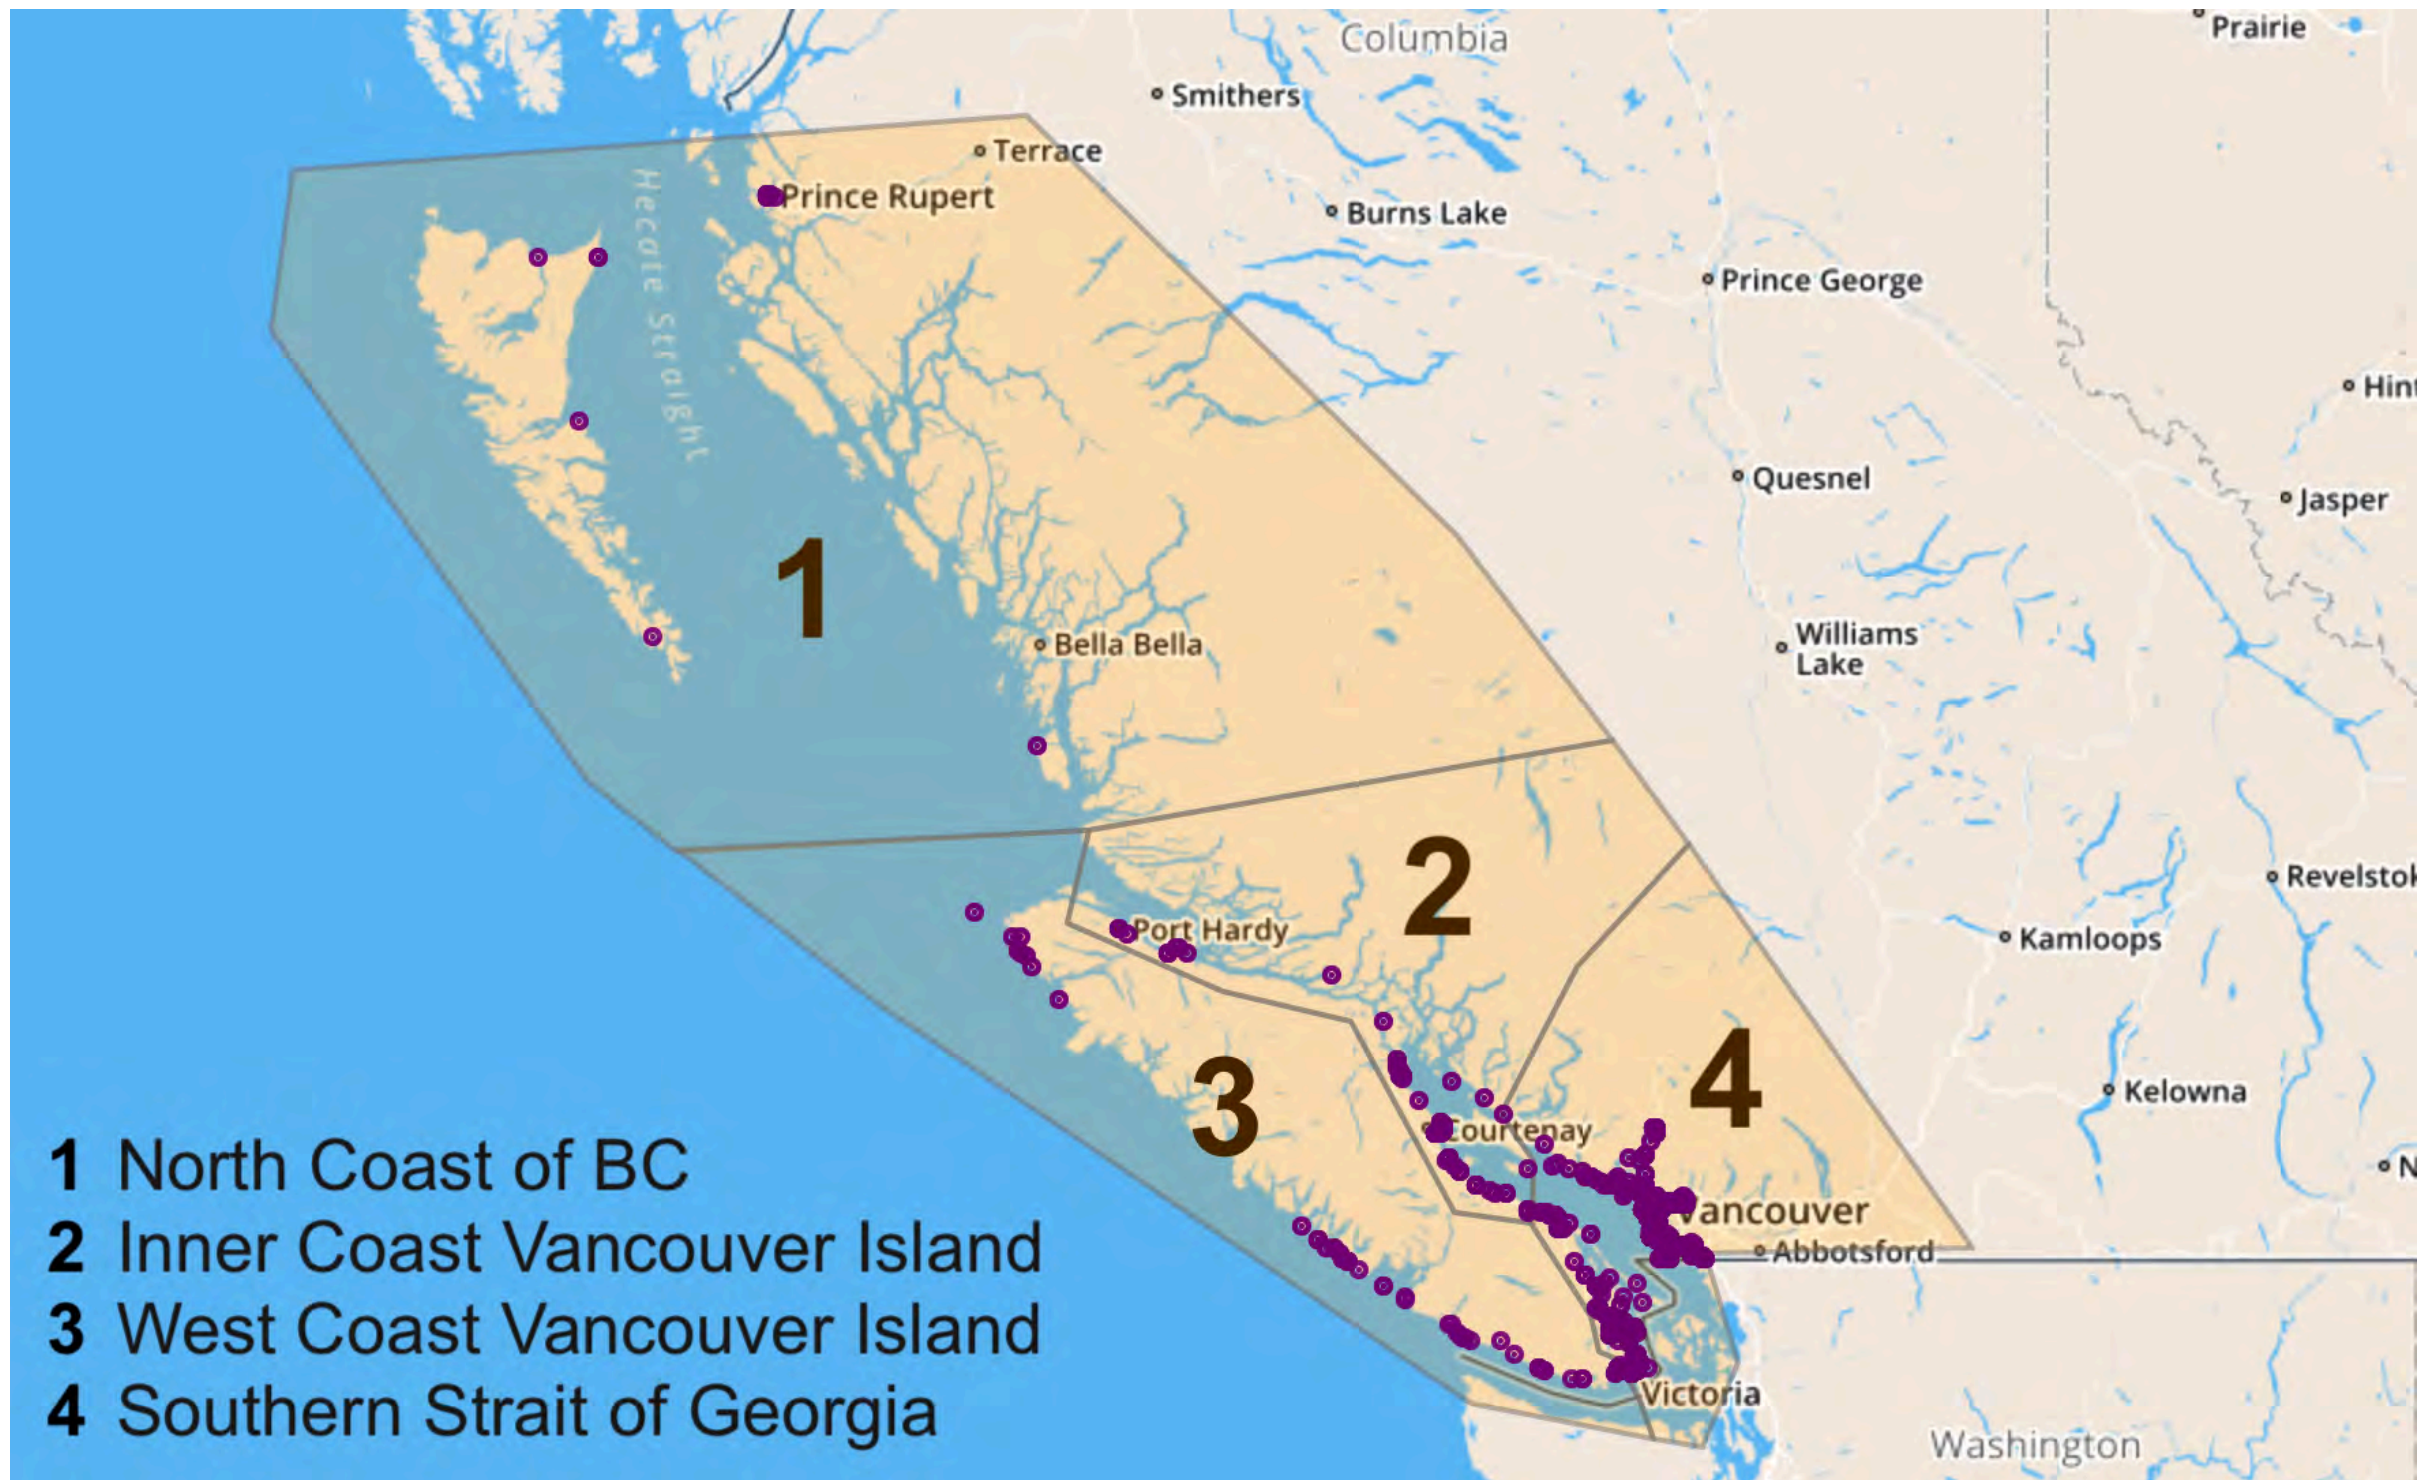 Columbia
Prairie
Smithers
Terrace
Prince Rupert
Burns Lake
Hecate Straight
Prince George
Hint
Quesnel
Jasper
1
Bella Bella
Williams
Lake
2
Revelstok
Port Hardy
Kamloops
3
4
Kelowna
Courtenay
N
Vancouver
Abbotsford
Victoria
Washington
1 North Coast of BC
2 Inner Coast Vancouver Island
3 West Coast Vancouver Island
4 Southern Strait of Georgia